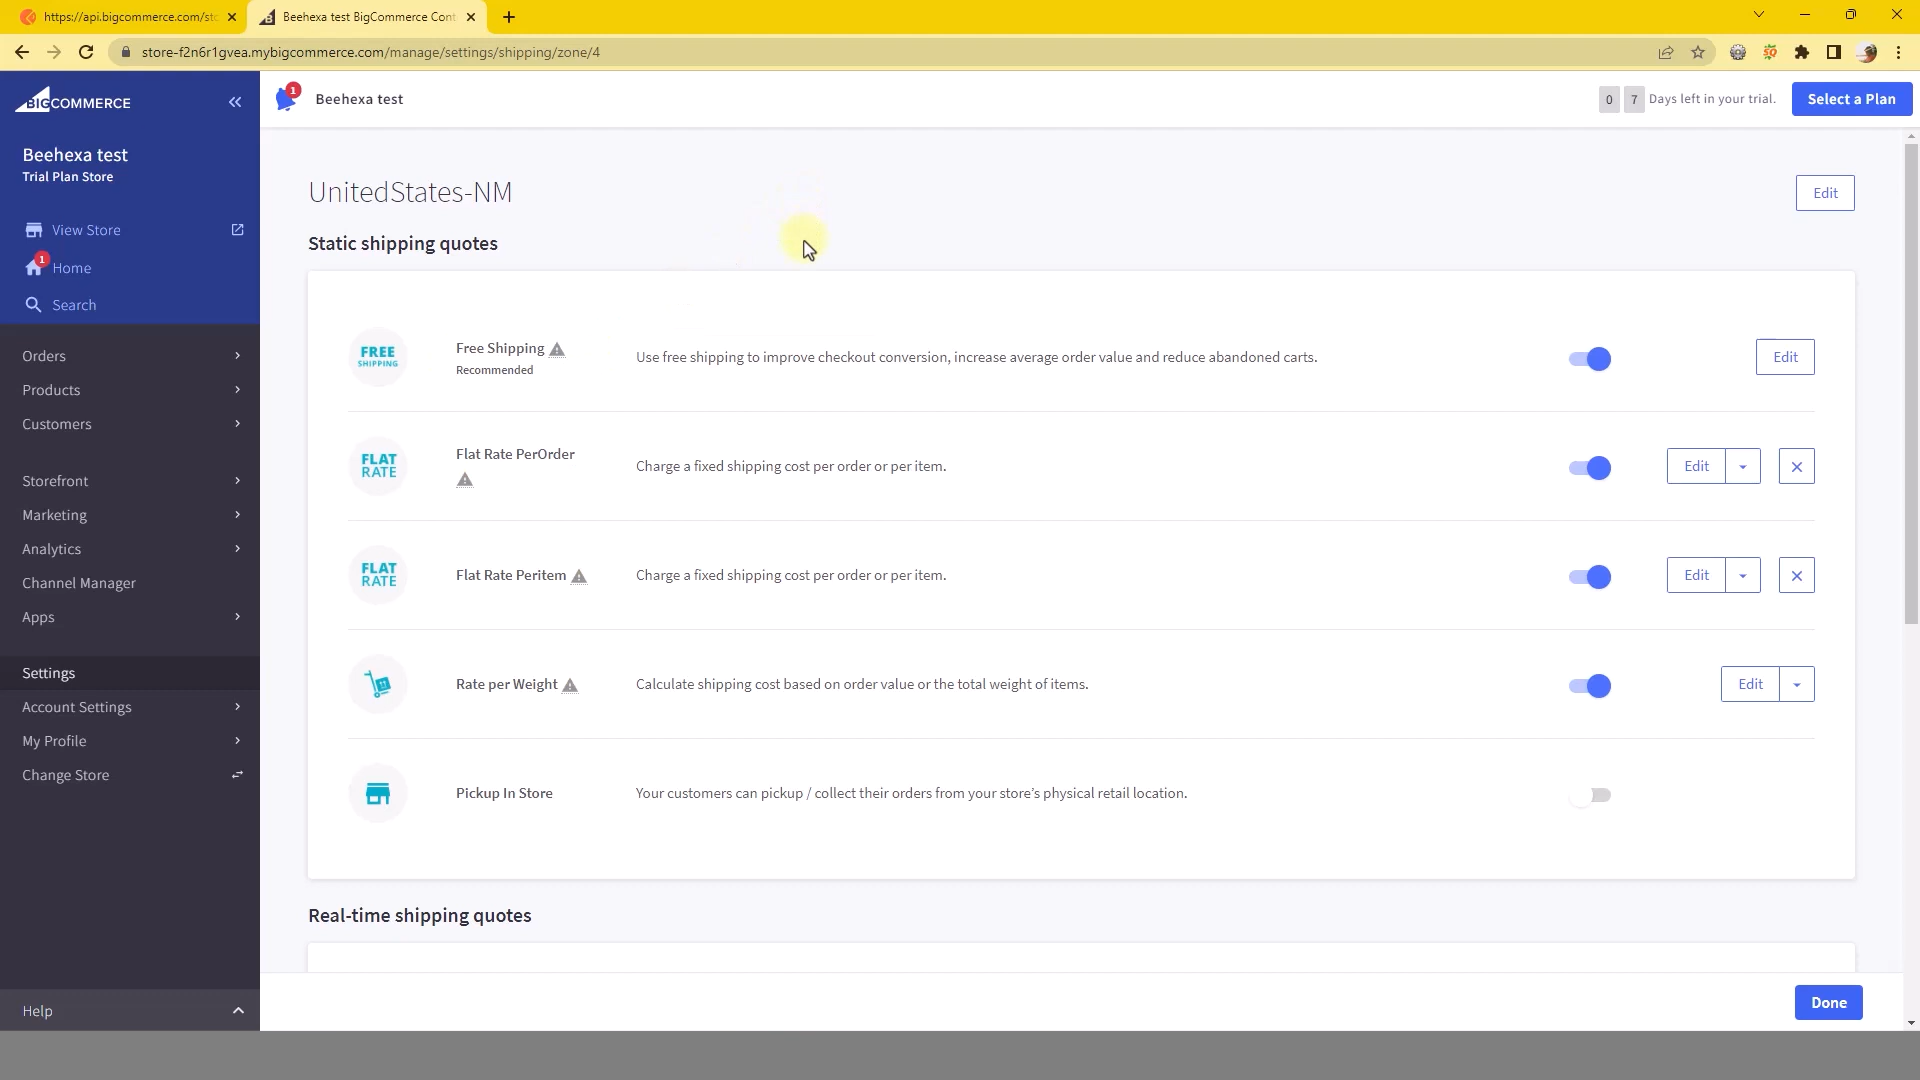 https://api.bigcommerce.com/sto
Beehexa test BigCommerce Cont
store-f2n6r1gvea.mybigcommerce.com/manage/settings/shipping/zone/4
BIGCOMMERCE
1
Beehexa test
0 7 Days left in your trial.
Select a Plan
Beehexa test
Trial Plan Store
View Store
1
Home
Search
Orders
Products
Customers
Storefront
Marketing
Analytics
Channel Manager
Apps
Settings
Account Settings
My Profile
Change Store
Help
UnitedStates-NM
Edit
Static shipping quotes
FREE
SHIPPING
Free Shipping
Recommended
Use free shipping to improve checkout conversion, increase average order value and reduce abandoned carts.
Edit
FLAT
RATE
Flat Rate PerOrder
Charge a fixed shipping cost per order or per item.
Edit
FLAT
RATE
Flat Rate Peritem
Charge a fixed shipping cost per order or per item.
Edit
Rate per Weight
Calculate shipping cost based on order value or the total weight of items.
Edit
Pickup In Store
Your customers can pickup / collect their orders from your store's physical retail location.
Real-time shipping quotes
Done